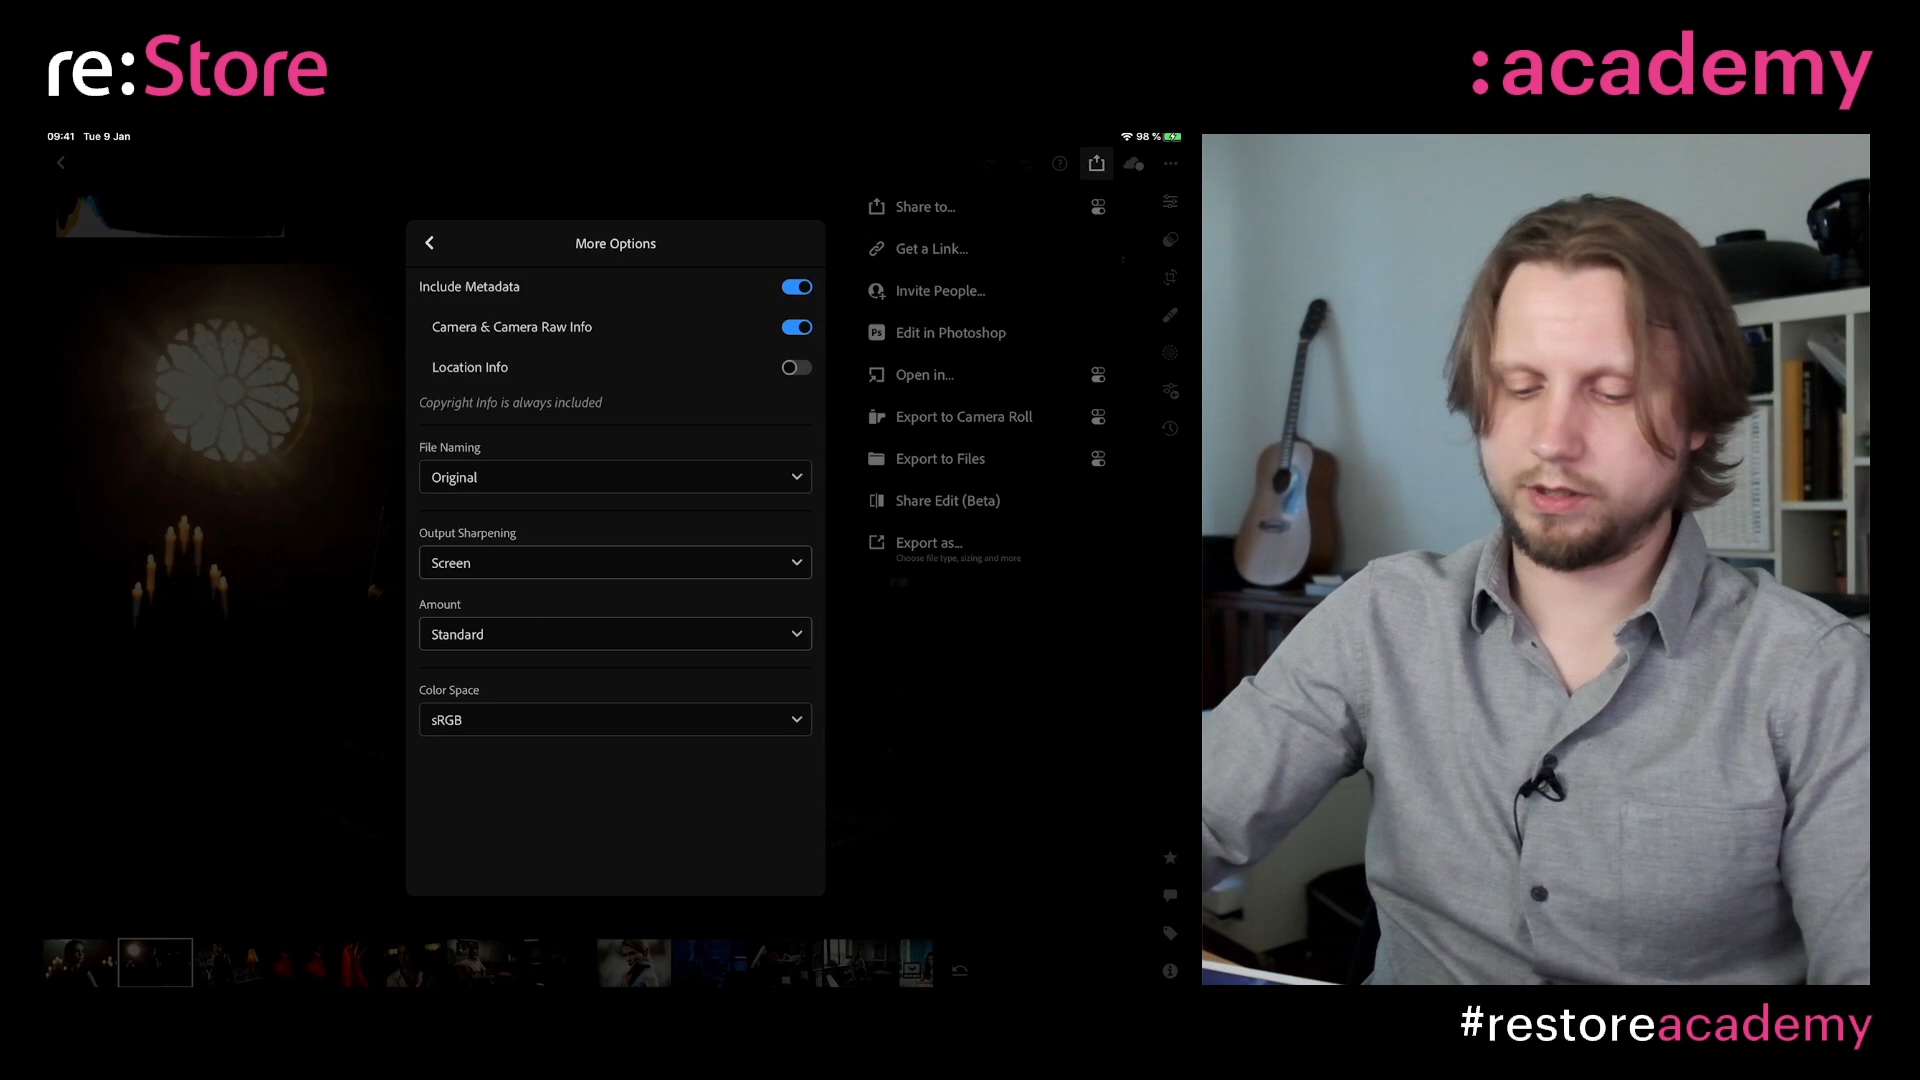 re:Store
:academy
09:41 Tue 9 Jan
98 %
More Options
Include Metadata
Camera & Camera Raw Info
Location Info
Copyright Info is always included
File Naming
Original
Output Sharpening
Screen
Amount
Standard
Color Space
sRGB
Share to...
Get a Link...
Invite People...
Ps Edit in Photoshop
Open in...
Export to Camera Roll
Export to Files
Share Edit (Beta)
Export as...
Choose file type, sizing and more
#restoreacademy